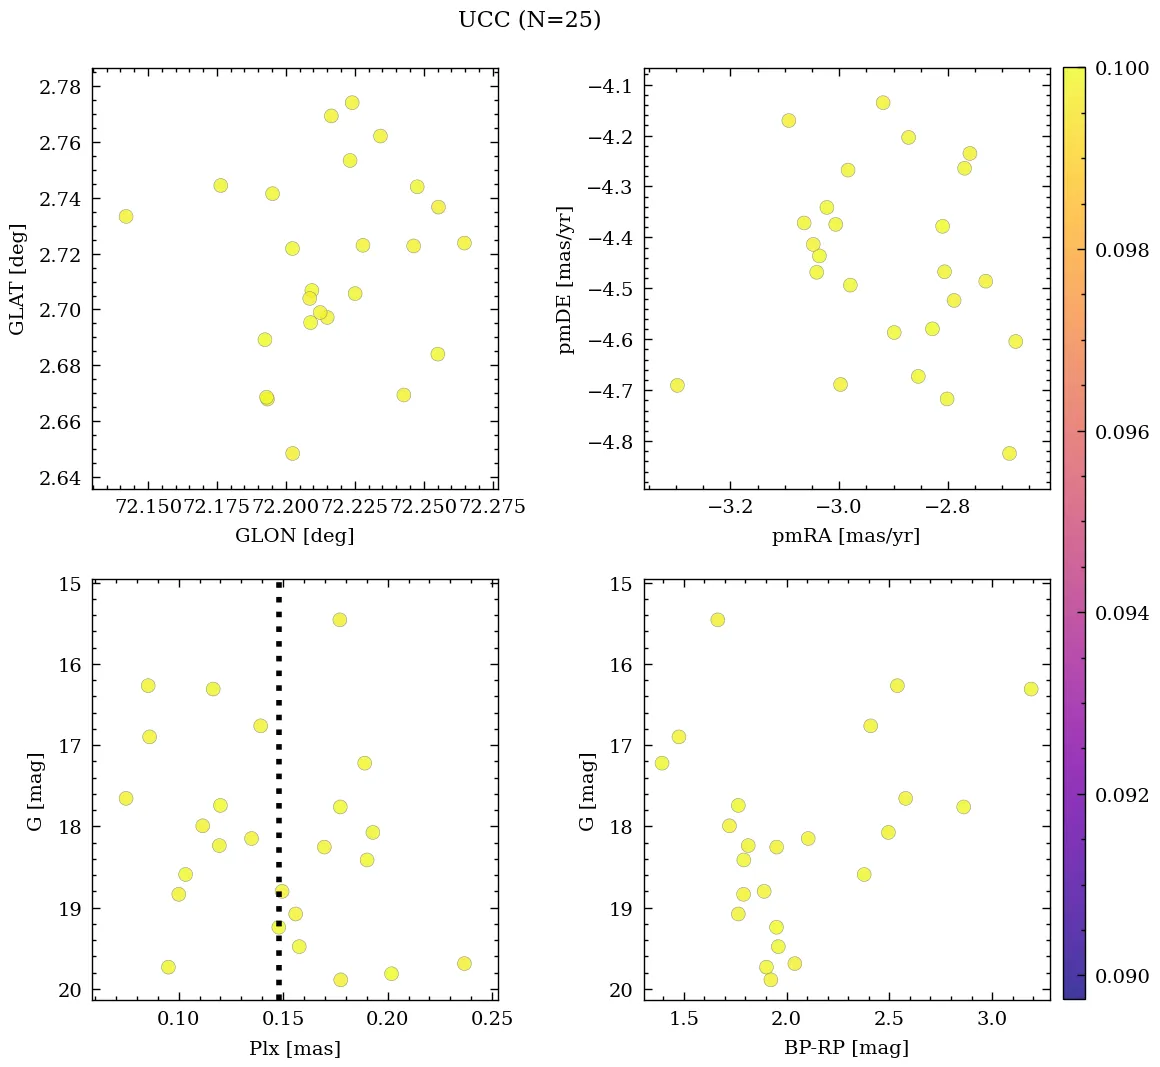 UCC (N=25)
2.78
2.76
2.74
2.72
2.70
2.68
2.66
2.64
GLAT [deg]
72.150 72.175 72.200 72.225 72.250 72.275
GLON [deg]
−4.1
−4.2
−4.3
−4.4
−4.5
−4.6
−4.7
−4.8
pmDE [mas/yr]
−3.2 −3.0 −2.8
pmRA [mas/yr]
0.100
0.098
0.096
0.094
0.092
0.090
15
16
17
18
19
20
G [mag]
0.10 0.15 0.20 0.25
Plx [mas]
15
16
17
18
19
20
G [mag]
1.5 2.0 2.5 3.0
BP-RP [mag]